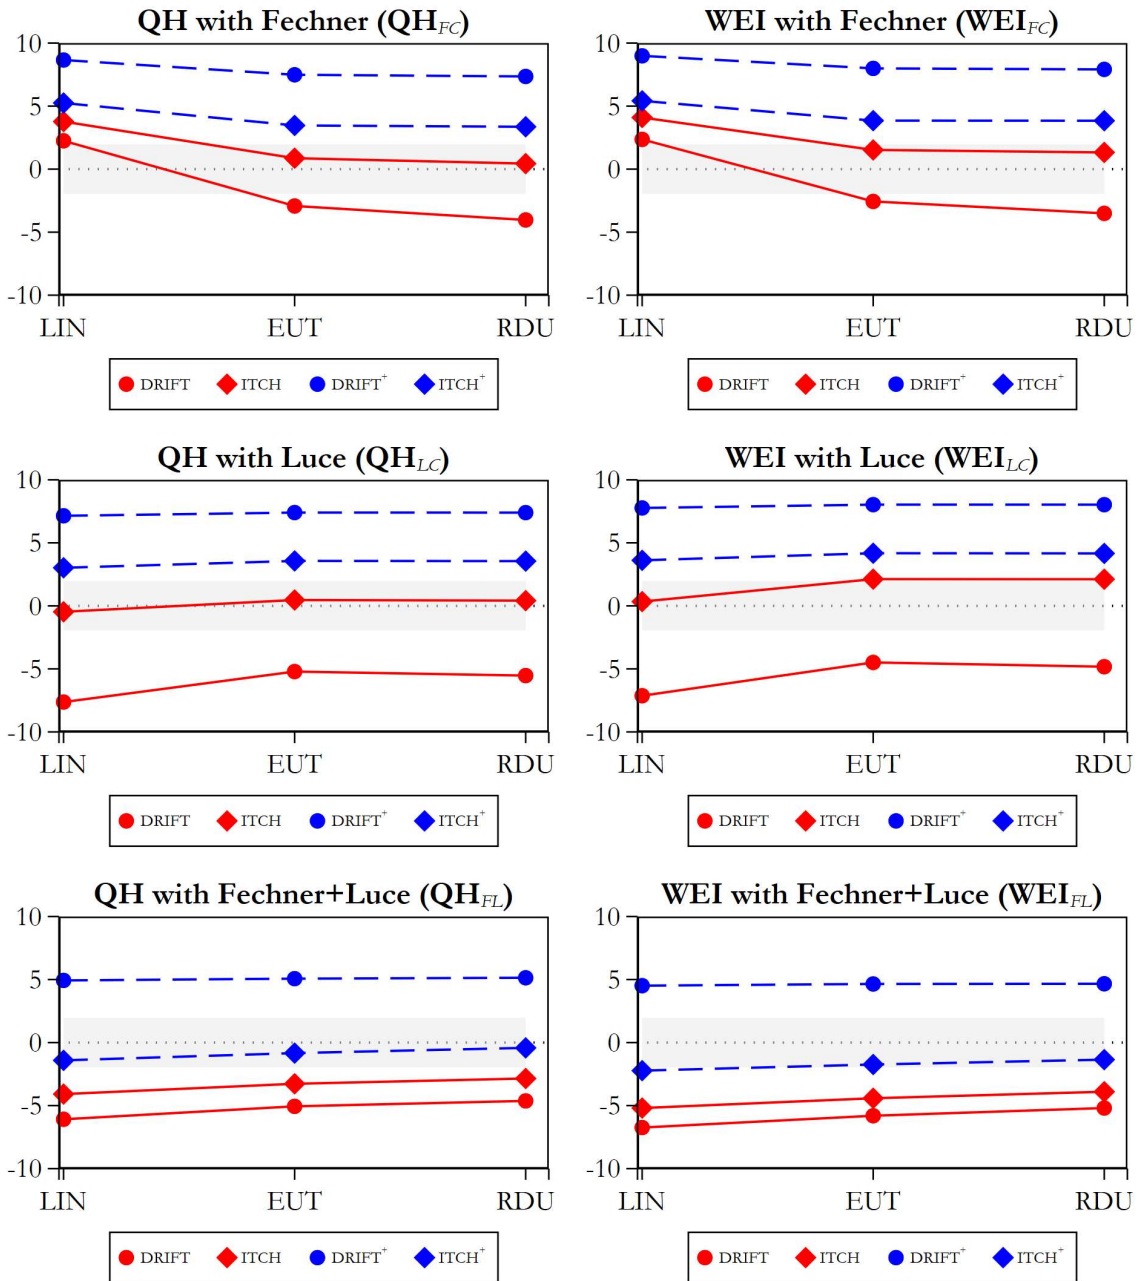 QH with Fechner (QH_FC)
10
5
0
-5
-10
LIN EUT RDU
DRIFT ITCH DRIFT⁺ ITCH⁺
WEI with Fechner (WEI_FC)
10
5
0
-5
-10
LIN EUT RDU
DRIFT ITCH DRIFT⁺ ITCH⁺
QH with Luce (QH_LC)
10
5
0
-5
-10
LIN EUT RDU
DRIFT ITCH DRIFT⁺ ITCH⁺
WEI with Luce (WEI_LC)
10
5
0
-5
-10
LIN EUT RDU
DRIFT ITCH DRIFT⁺ ITCH⁺
QH with Fechner+Luce (QH_FL)
10
5
0
-5
-10
LIN EUT RDU
DRIFT ITCH DRIFT⁺ ITCH⁺
WEI with Fechner+Luce (WEI_FL)
10
5
0
-5
-10
LIN EUT RDU
DRIFT ITCH DRIFT⁺ ITCH⁺